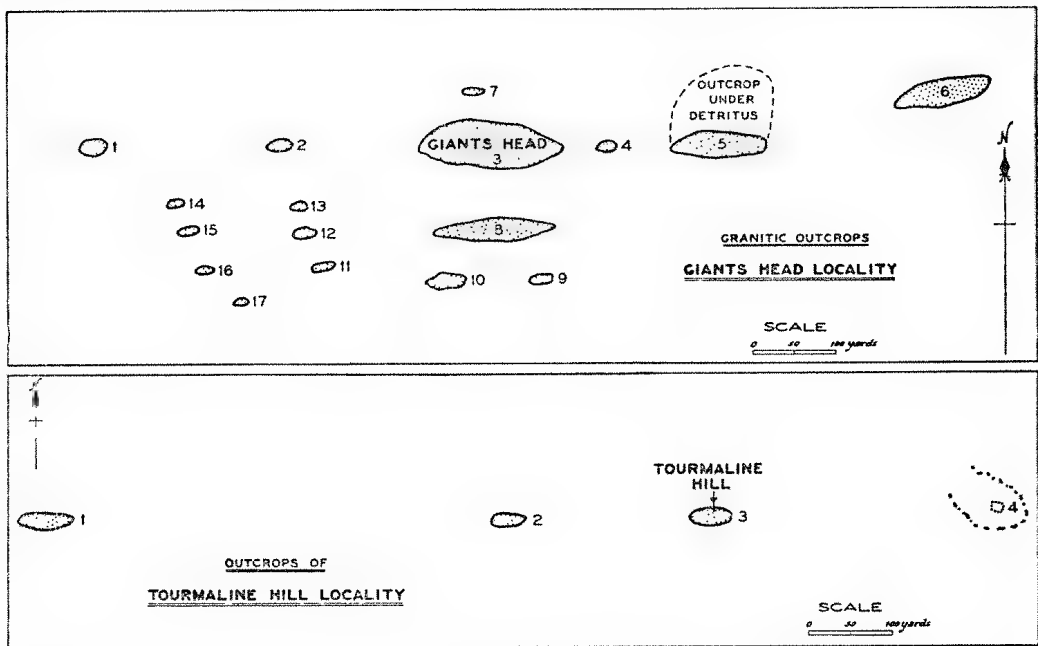 7
OUTCROP
UNDER
DETRITUS
6
N
1
2
GIANTS HEAD
3
4
5
14
13
15
12
8
16
11
10
9
17
GRANITIC OUTCROPS
GIANTS HEAD LOCALITY
SCALE
0 50 100 yards
N
TOURMALINE
HILL
1
2
3
4
OUTCROPS OF
TOURMALINE HILL LOCALITY
SCALE
0 50 100 yards